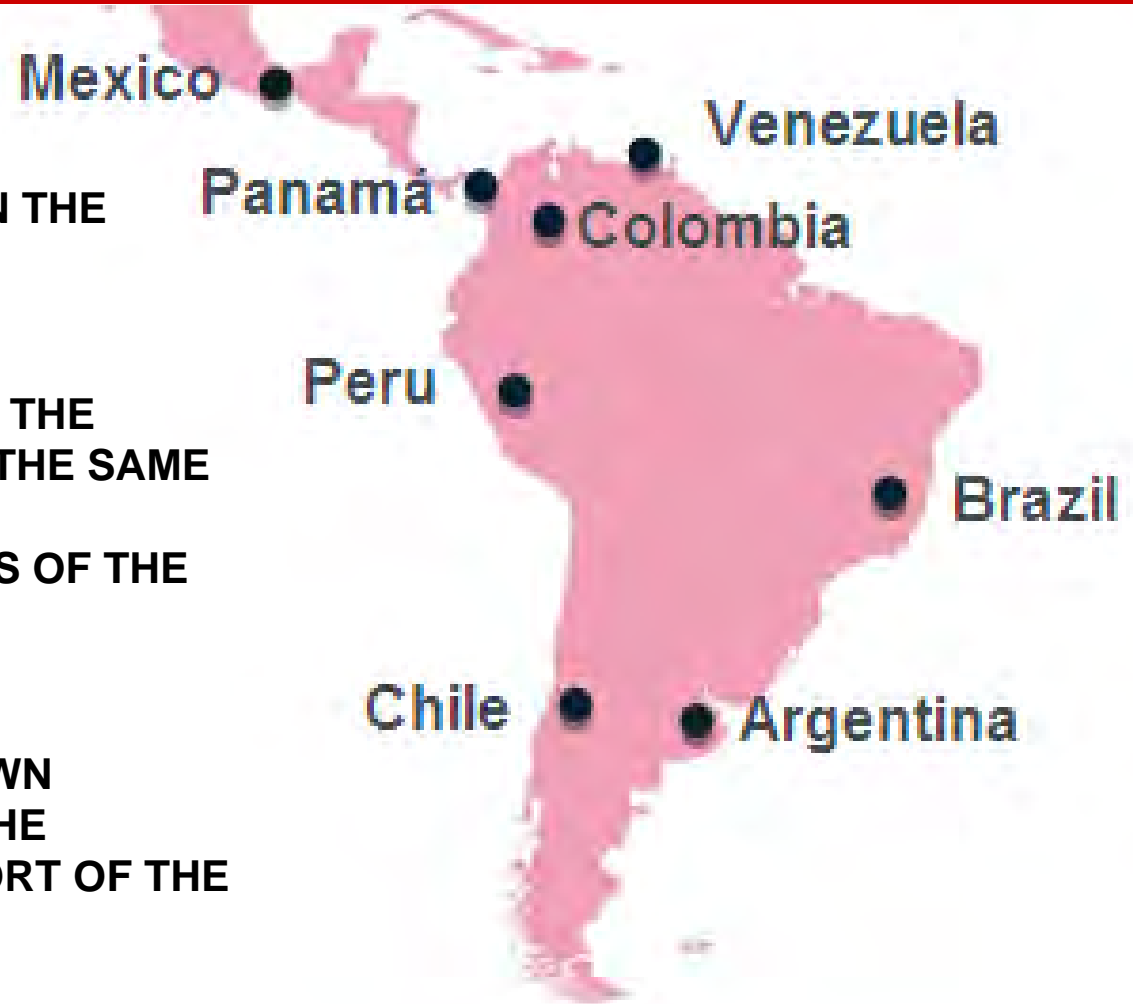 Mexico
Venezuela
N THE
Panamá
Colombia
Peru
THE
THE SAME
Brazil
S OF THE
Chile
Argentina
WN
HE
ORT OF THE